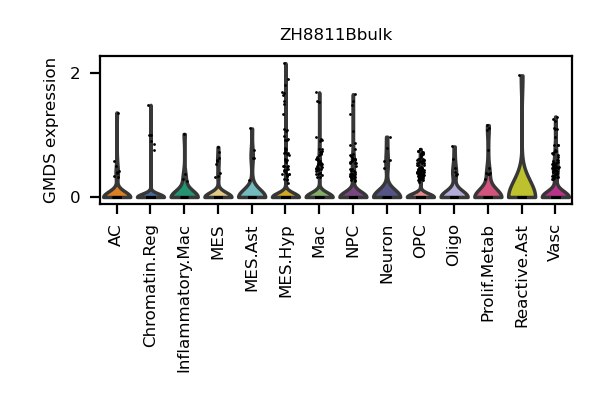 ZH8811Bbulk
GMDS expression
2
0
AC
Chromatin.Reg
Inflammatory.Mac
MES
MES.Ast
MES.Hyp
Mac
NPC
Neuron
OPC
Oligo
Prolif.Metab
Reactive.Ast
Vasc